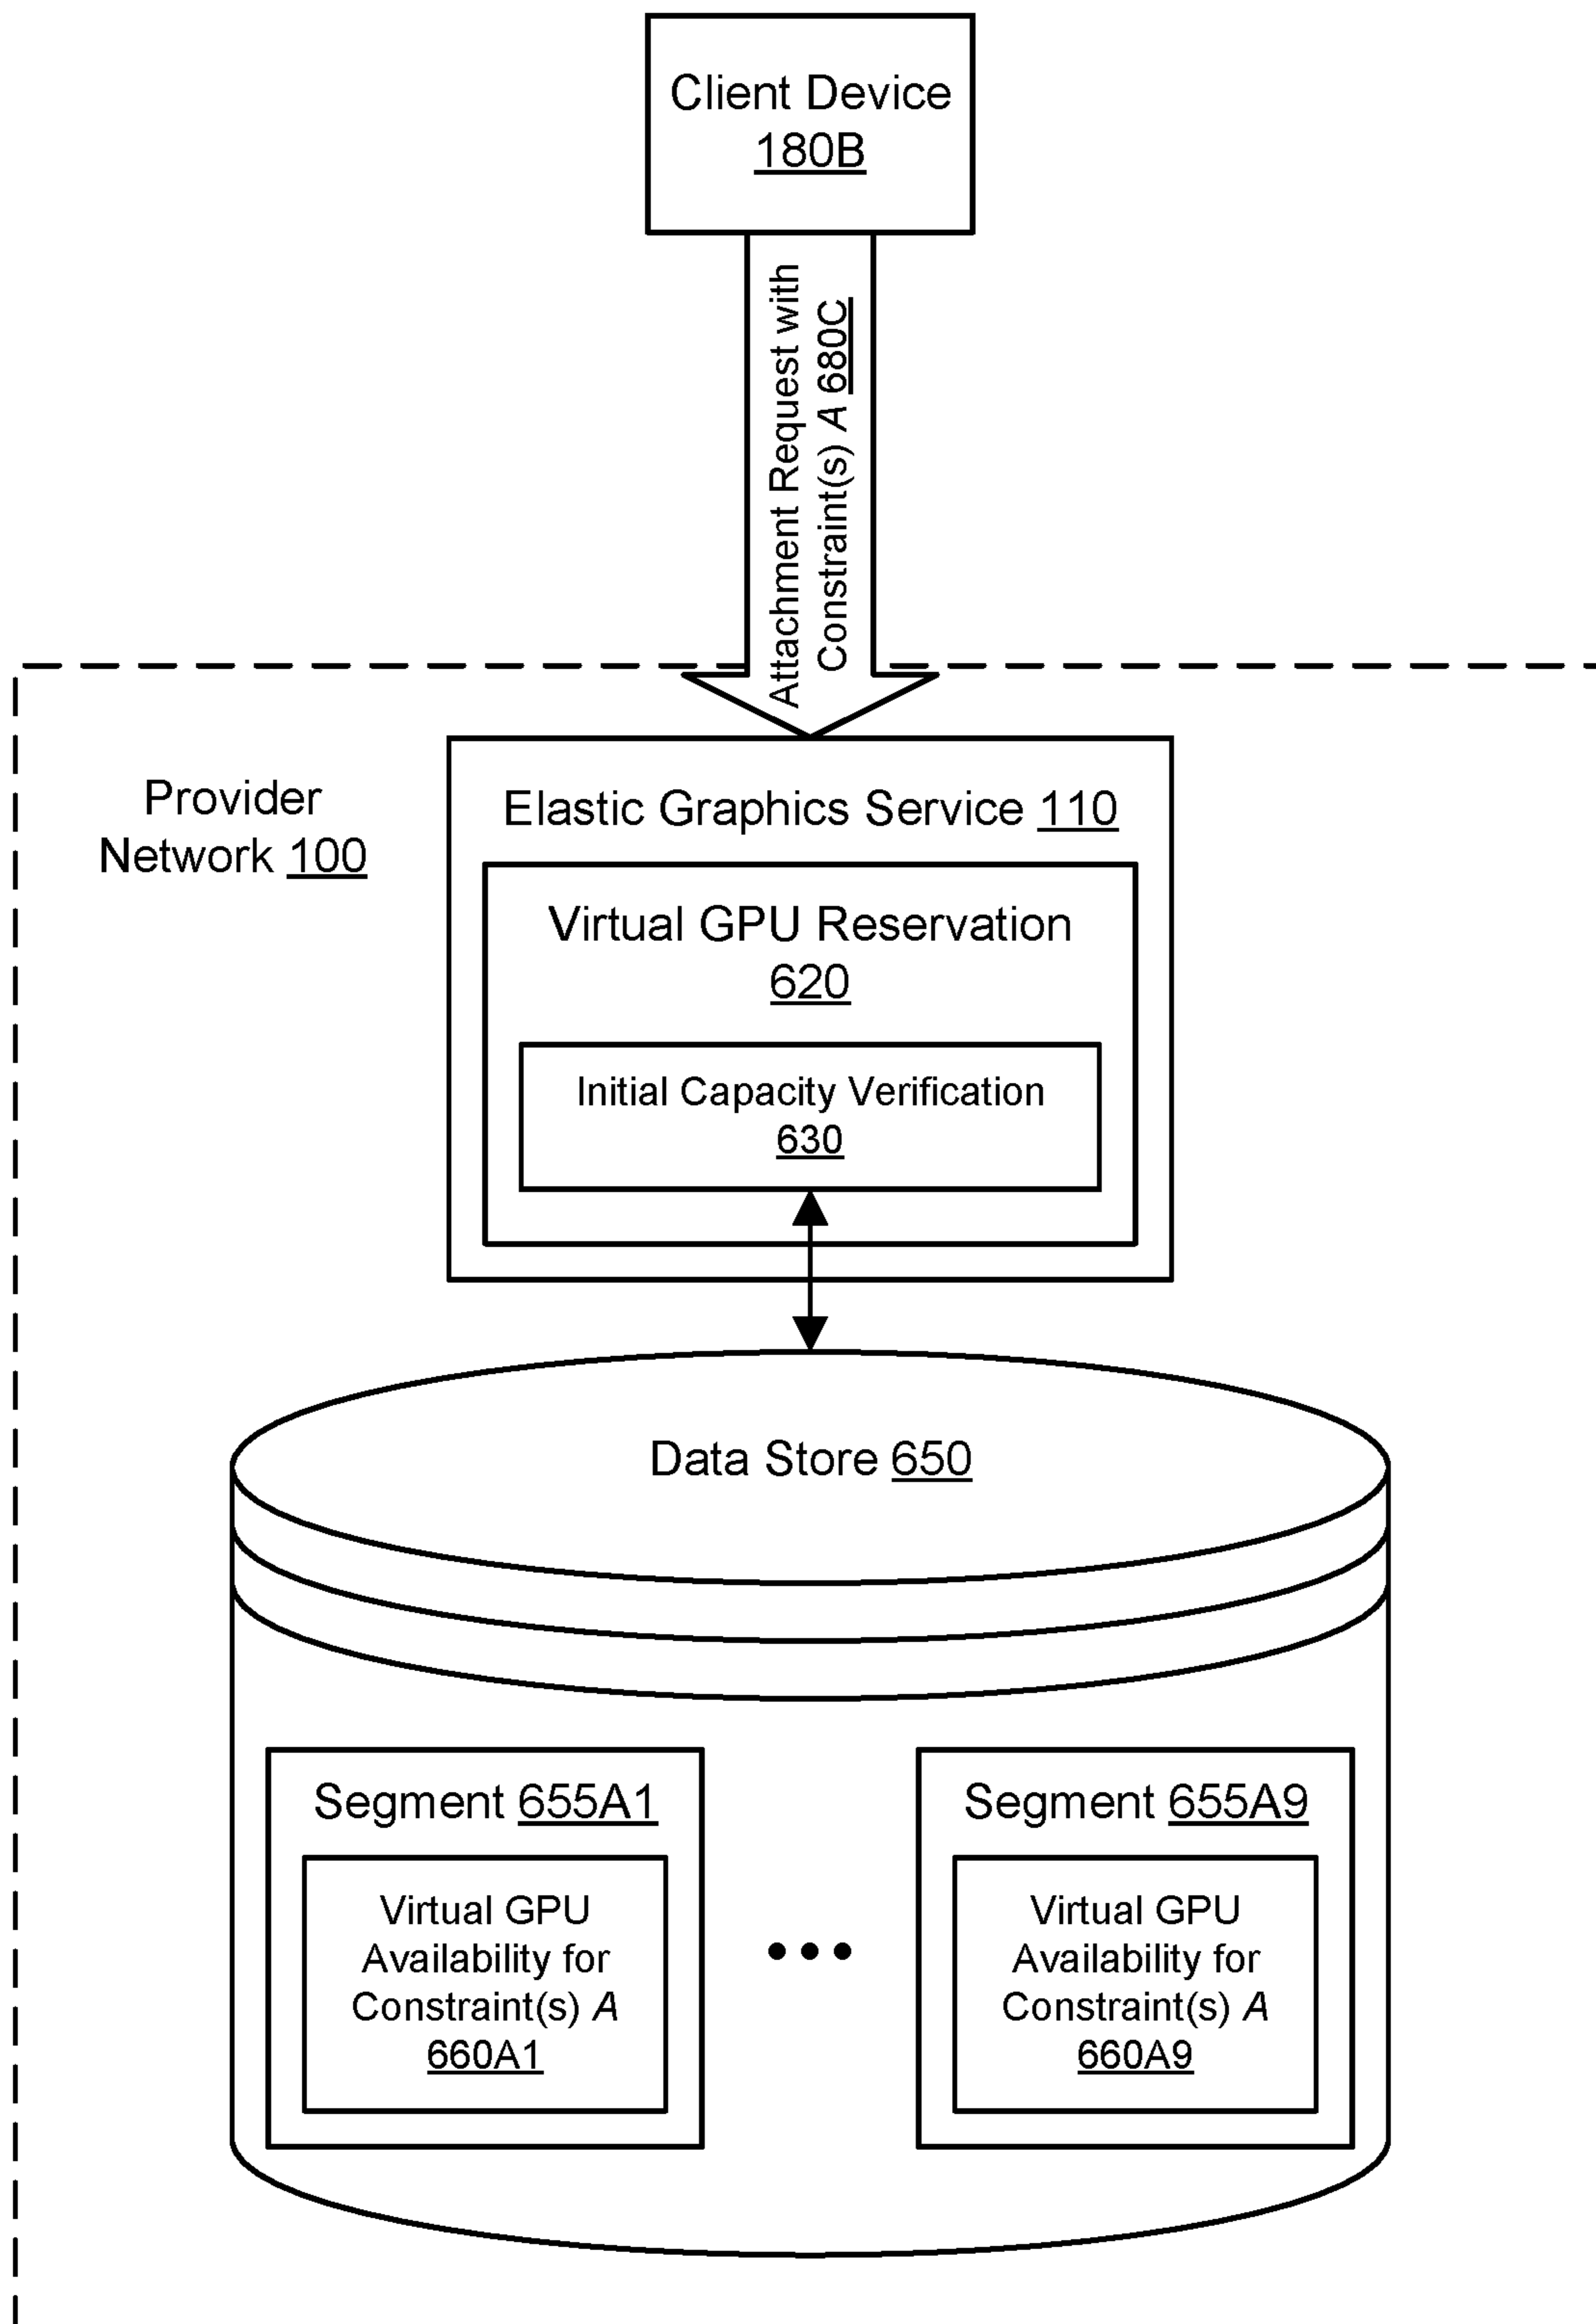 Client Device
180B
Attachment Request with
Constraint(s) A 680C
Provider
Network 100
Elastic Graphics Service 110
Virtual GPU Reservation
620
Initial Capacity Verification
630
Data Store 650
Segment 655A1
Virtual GPU
Availability for
Constraint(s) A
660A1
Segment 655A9
Virtual GPU
Availability for
Constraint(s) A
660A9